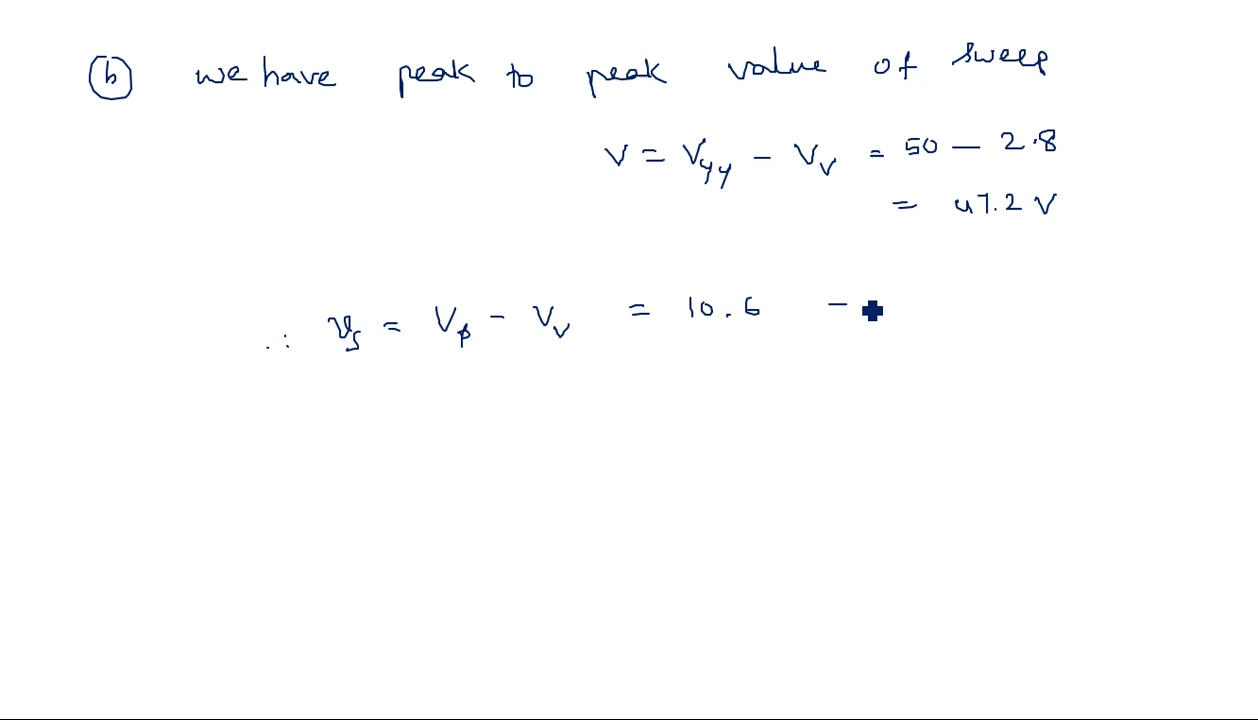 (b) we have peak to peak value of sweep
V = Vyy - Vv = 50 - 2.8
= 47.2 V
∴ Vs = Vp - Vv = 10.6 -